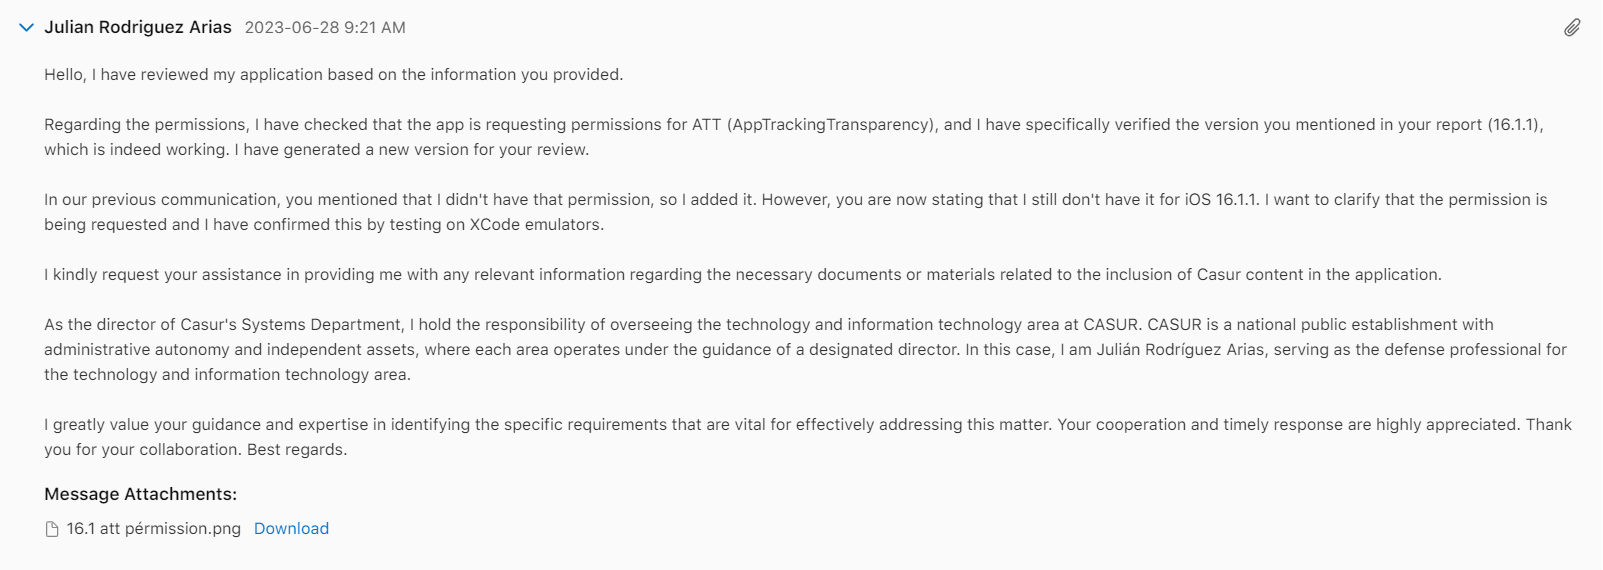 Julian Rodriguez Arias 2023-06-28 9:21 AM
Hello, I have reviewed my application based on the information you provided.
Regarding the permissions, I have checked that the app is requesting permissions for ATT (AppTrackingTransparency), and I have specifically verified the version you mentioned in your report (16.1.1),
which is indeed working. I have generated a new version for your review.
In our previous communication, you mentioned that I didn't have that permission, so I added it. However, you are now stating that I still don't have it for iOS 16.1.1. I want to clarify that the permission is
being requested and I have confirmed this by testing on XCode emulators.
I kindly request your assistance in providing me with any relevant information regarding the necessary documents or materials related to the inclusion of Casur content in the application.
As the director of Casur's Systems Department, I hold the responsibility of overseeing the technology and information technology area at CASUR. CASUR is a national public establishment with
administrative autonomy and independent assets, where each area operates under the guidance of a designated director. In this case, I am Julián Rodríguez Arias, serving as the defense professional for
the technology and information technology area.
I greatly value your guidance and expertise in identifying the specific requirements that are vital for effectively addressing this matter. Your cooperation and timely response are highly appreciated. Thank
you for your collaboration. Best regards.
Message Attachments:
16.1 att pérmission.png Download